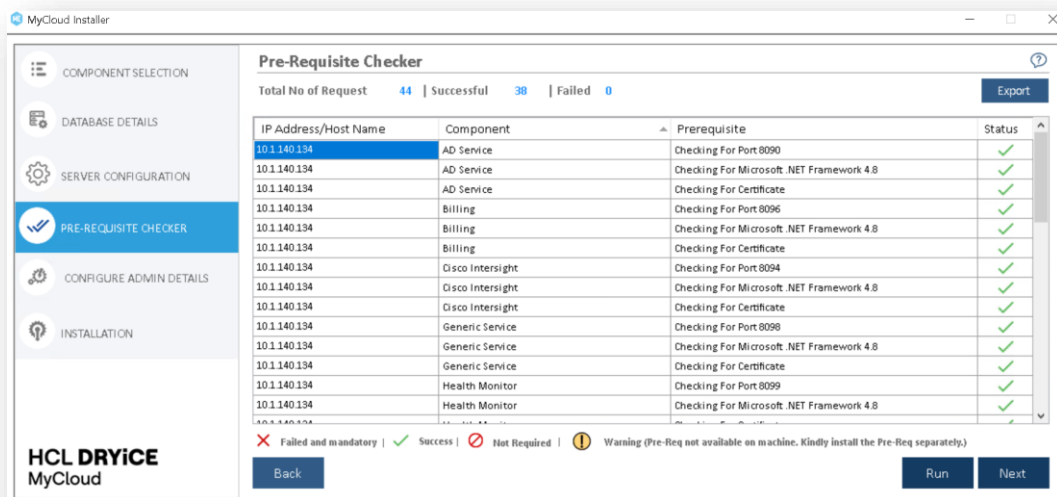 MyCloud Installer
COMPONENT SELECTION
DATABASE DETAILS
SERVER CONFIGURATION
PRE-REQUISITE CHECKER
CONFIGURE ADMIN DETAILS
INSTALLATION
HCL DRYiCE
MyCloud
Pre-Requisite Checker
Total No of Request 44 | Successful 38 | Failed 0
Export
IP Address/Host Name Component Prerequisite Status
10.1.140.134 AD Service Checking For Port 8090
10.1.140.134 AD Service Checking For Microsoft .NET Framework 4.8
10.1.140.134 AD Service Checking For Certificate
10.1.140.134 Billing Checking For Port 8096
10.1.140.134 Billing Checking For Microsoft .NET Framework 4.8
10.1.140.134 Billing Checking For Certificate
10.1.140.134 Cisco Intersight Checking For Port 8094
10.1.140.134 Cisco Intersight Checking For Microsoft .NET Framework 4.8
10.1.140.134 Cisco Intersight Checking For Certificate
10.1.140.134 Generic Service Checking For Port 8098
10.1.140.134 Generic Service Checking For Microsoft .NET Framework 4.8
10.1.140.134 Generic Service Checking For Certificate
10.1.140.134 Health Monitor Checking For Port 8099
10.1.140.134 Health Monitor Checking For Microsoft .NET Framework 4.8
Failed and mandatory | Success | Not Required | Warning (Pre-Req not available on machine. Kindly install the Pre-Req separately.)
Back Run Next